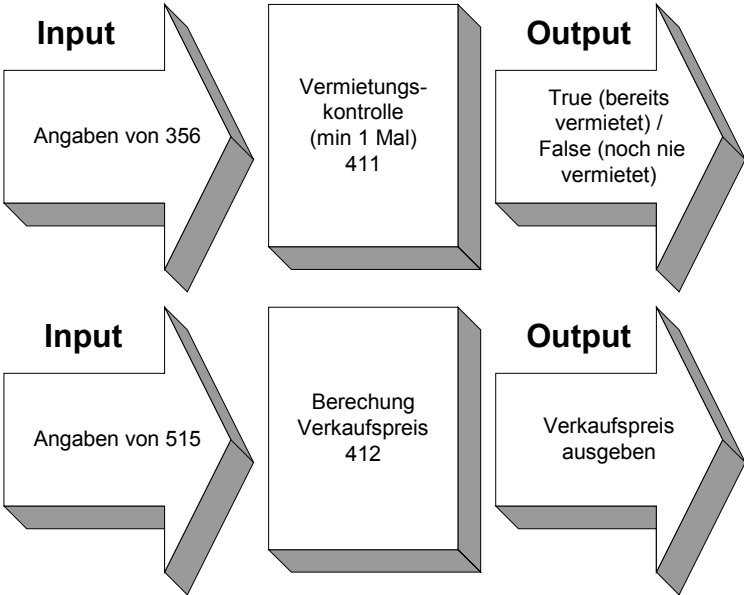 Input
Output
Angaben von 356
Vermietungs-
kontrolle
(min 1 Mal)
411
True (bereits
vermietet) /
False (noch nie
vermietet)
Input
Output
Angaben von 515
Berechung
Verkaufspreis
412
Verkaufspreis
ausgeben